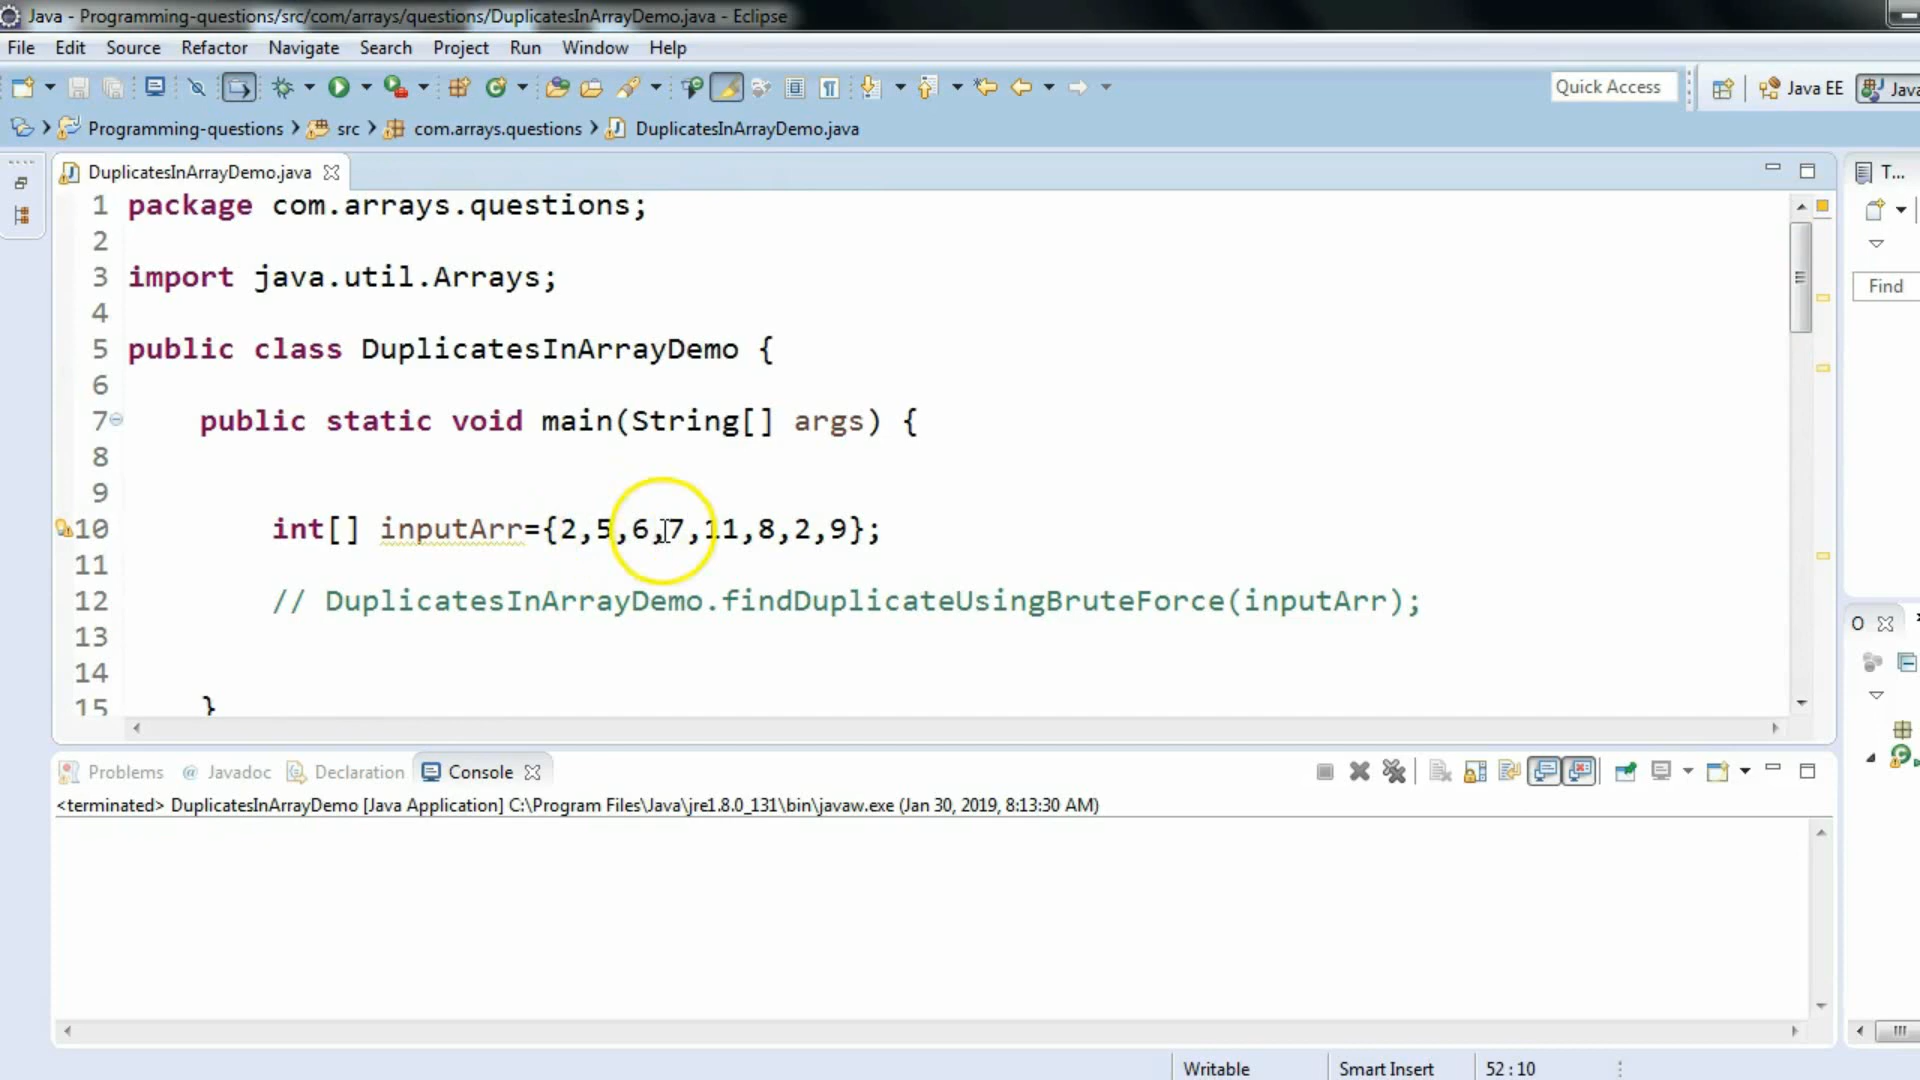 Java - Programming-questions/src/com/arrays/questions/DuplicatesInArrayDemo.java - Eclipse
File Edit Source Refactor Navigate Search Project Run Window Help
Quick Access Java EE Java
Programming-questions src com.arrays.questions DuplicatesInArrayDemo.java
DuplicatesInArrayDemo.java
T...
1 package com.arrays.questions;
2
3 import java.util.Arrays;
4
5 public class DuplicatesInArrayDemo {
6
7 public static void main(String[] args) {
8
9
10 int[] inputArr={2,5,6,7,11,8,2,9};
11
12 // DuplicatesInArrayDemo.findDuplicateUsingBruteForce(inputArr);
13
14
15 }
Find
O
Problems @ Javadoc Declaration Console
<terminated> DuplicatesInArrayDemo [Java Application] C:\Program Files\Java\jre1.8.0_131\bin\javaw.exe (Jan 30, 2019, 8:13:30 AM)
Writable Smart Insert 52 : 10